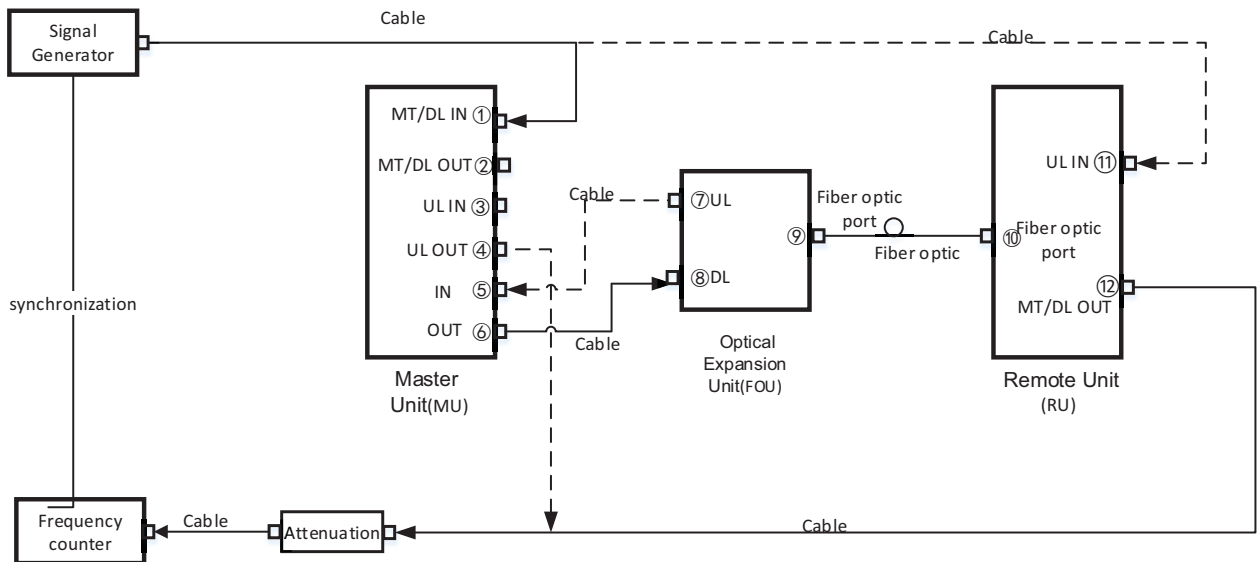 Signal
Generator
Cable
Cable
MT/DL IN ①
MT/DL OUT ②
UL IN ③
UL OUT ④
IN ⑤
OUT ⑥
Master
Unit(MU)
Cable
Cable
⑦UL
⑧DL
⑨
Optical
Expansion
Unit(FOU)
Fiber optic
port
Fiber optic
UL IN ⑪
⑩ Fiber optic
port
⑫
MT/DL OUT
Remote Unit
(RU)
synchronization
Frequency
counter
Cable
Attenuation
Cable